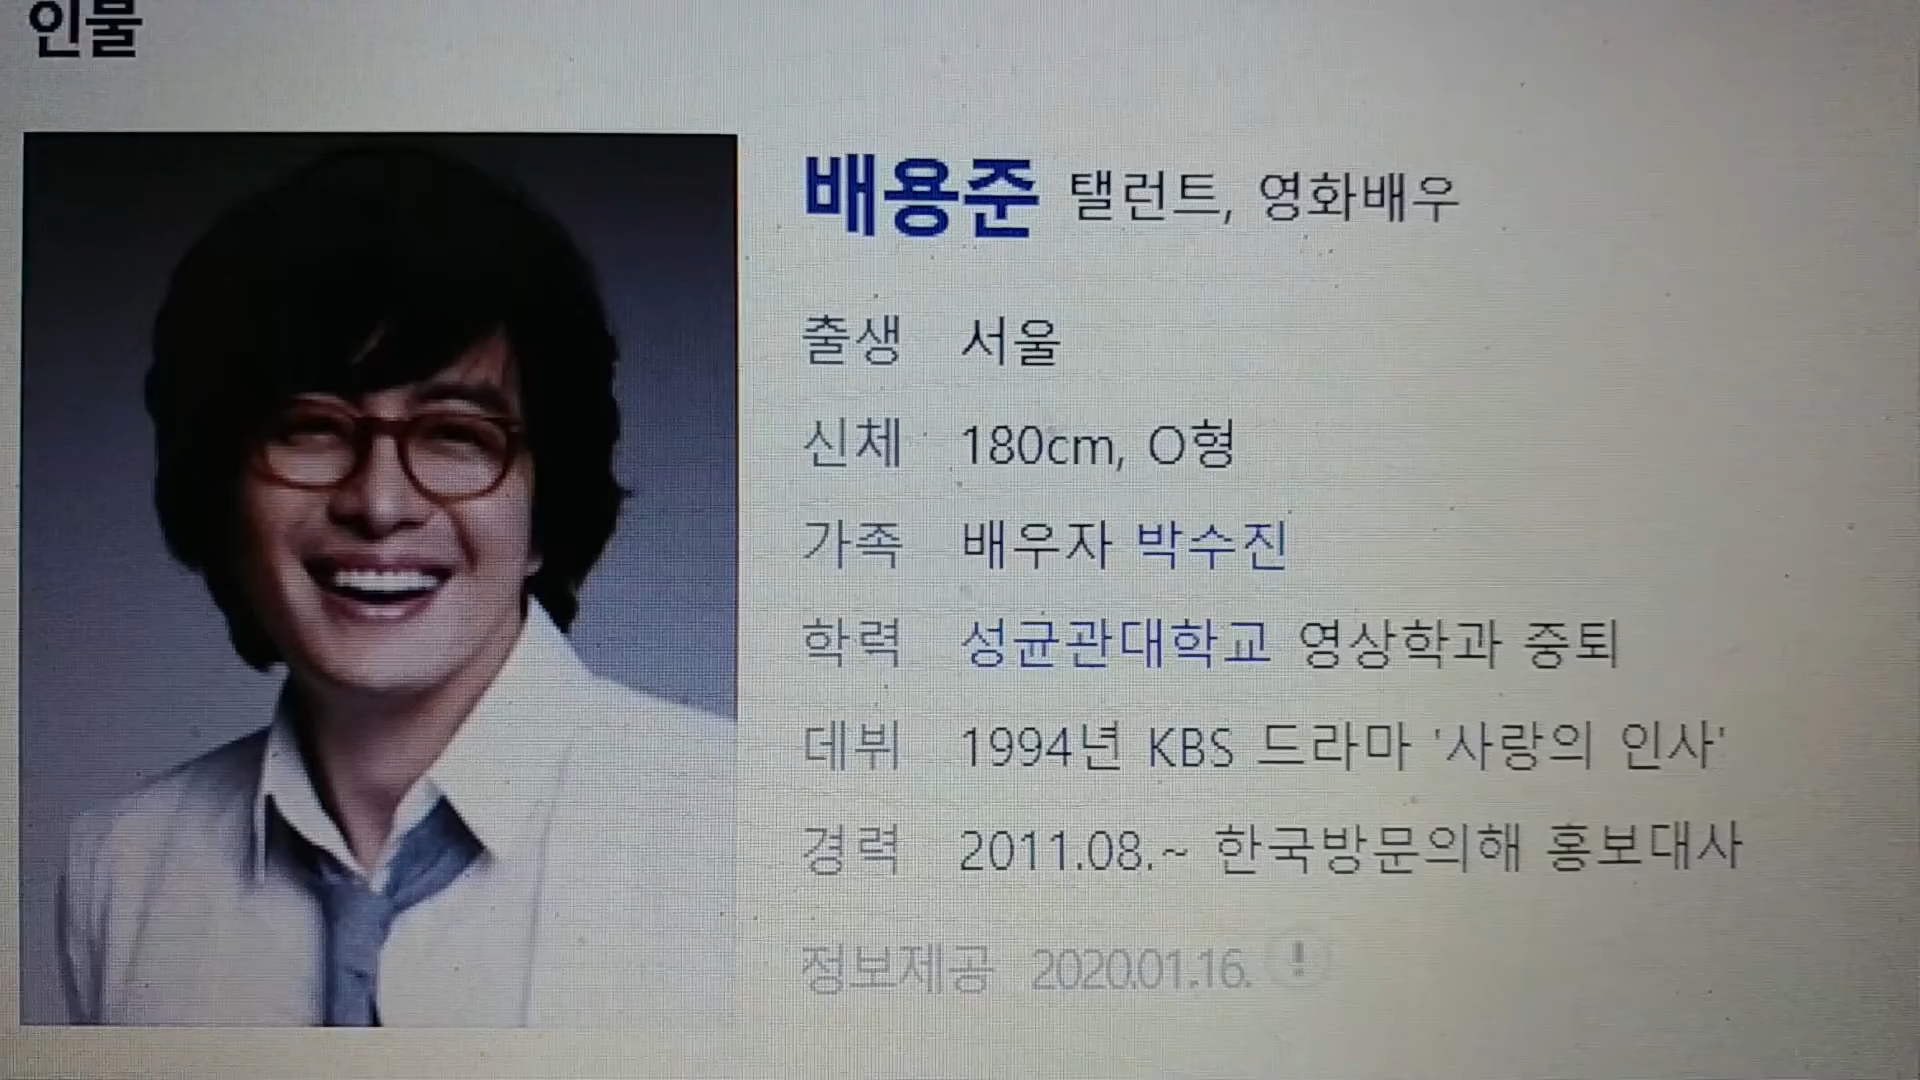 인물
배용준 탤런트, 영화배우
출생 서울
신체 180cm, O형
가족 배우자 박수진
학력 성균관대학교 영상학과 중퇴
데뷔 1994년 KBS 드라마 '사랑의 인사'
경력 2011.08.~ 한국방문의해 홍보대사
정보제공 2020.01.16. !